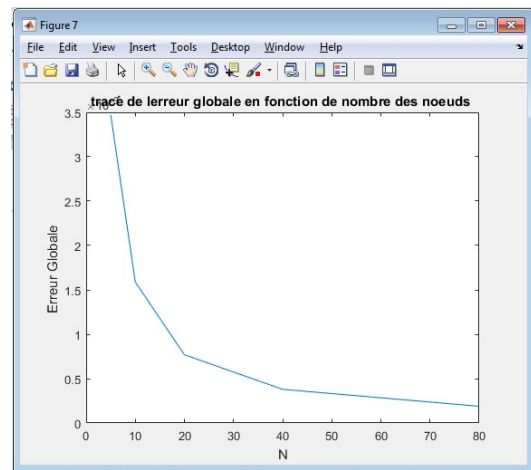 Figure 7
File Edit View Insert Tools Desktop Window Help
tracé de lerreur globale en fonction de nombre des noeuds
3.5
3
2.5
2
1.5
1
0.5
0
Erreur Globale
0 10 20 30 40 50 60 70 80
N